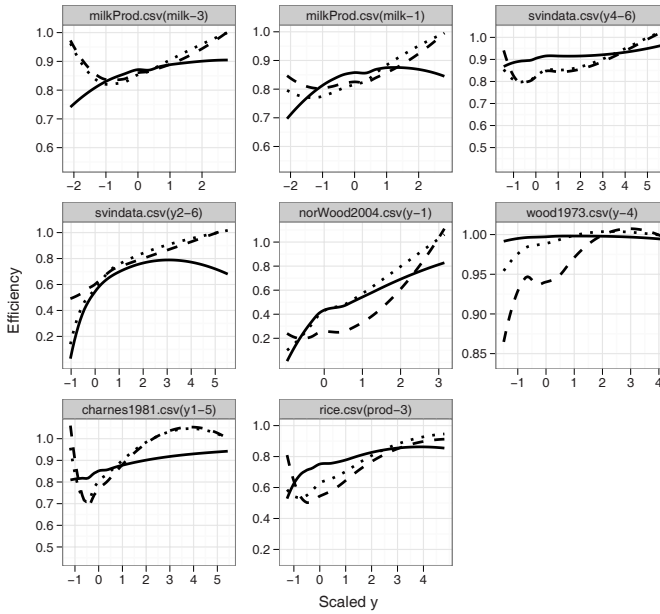 milkProd.csv(milk−3)
milkProd.csv(milk−1)
svindata.csv(y4−6)
1.0
0.9
0.8
0.7
0.6
−2 −1 0 1 2
1.0
0.9
0.8
0.7
0.6
−2 −1 0 1 2
1.0
0.9
0.8
0.7
0.6
0.5
−1 0 1 2 3 4 5
svindata.csv(y2−6)
norWood2004.csv(y−1)
wood1973.csv(y−4)
1.0
0.8
0.6
0.4
0.2
−1 0 1 2 3 4 5
1.0
0.8
0.6
0.4
0.2
0 1 2 3
1.00
0.95
0.90
0.85
−1 0 1 2 3 4
charnes1981.csv(y1−5)
rice.csv(prod−3)
1.0
0.9
0.8
0.7
0.6
0.5
−1 0 1 2 3 4 5
1.0
0.8
0.6
0.4
0.2
−1 0 1 2 3 4
Efficiency
Scaled y